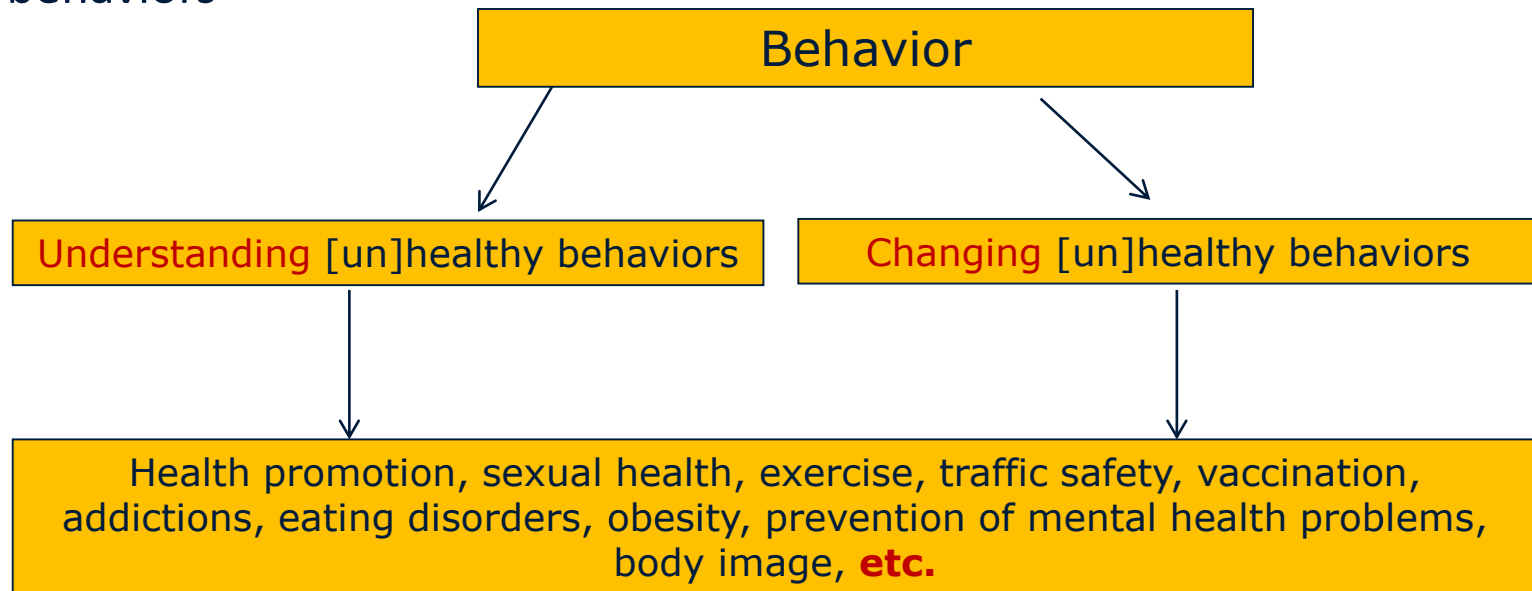 behaviors
Behavior
Understanding [un]healthy behaviors
Changing [un]healthy behaviors
Health promotion, sexual health, exercise, traffic safety, vaccination,
addictions, eating disorders, obesity, prevention of mental health problems,
body image, etc.